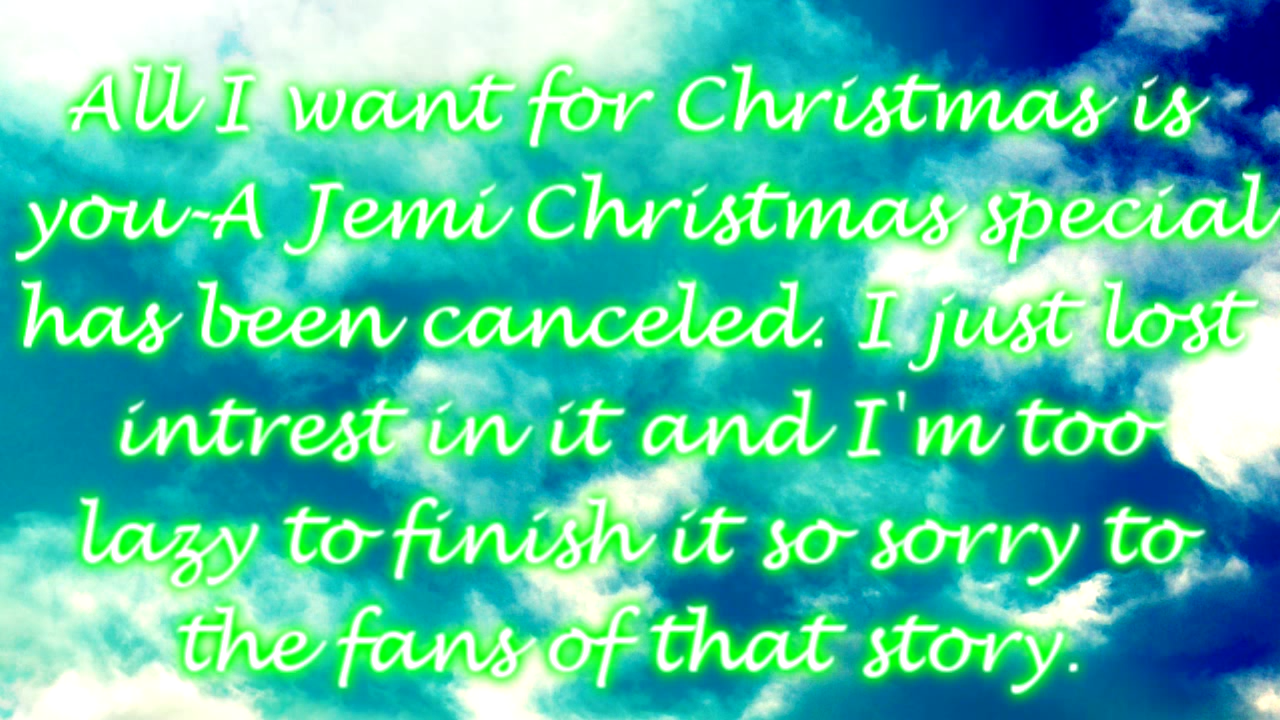 All I want for Christmas is
you-A Jemi Christmas special
has been canceled. I just lost
intrest in it and I'm too
lazy to finish it so sorry to
the fans of that story.